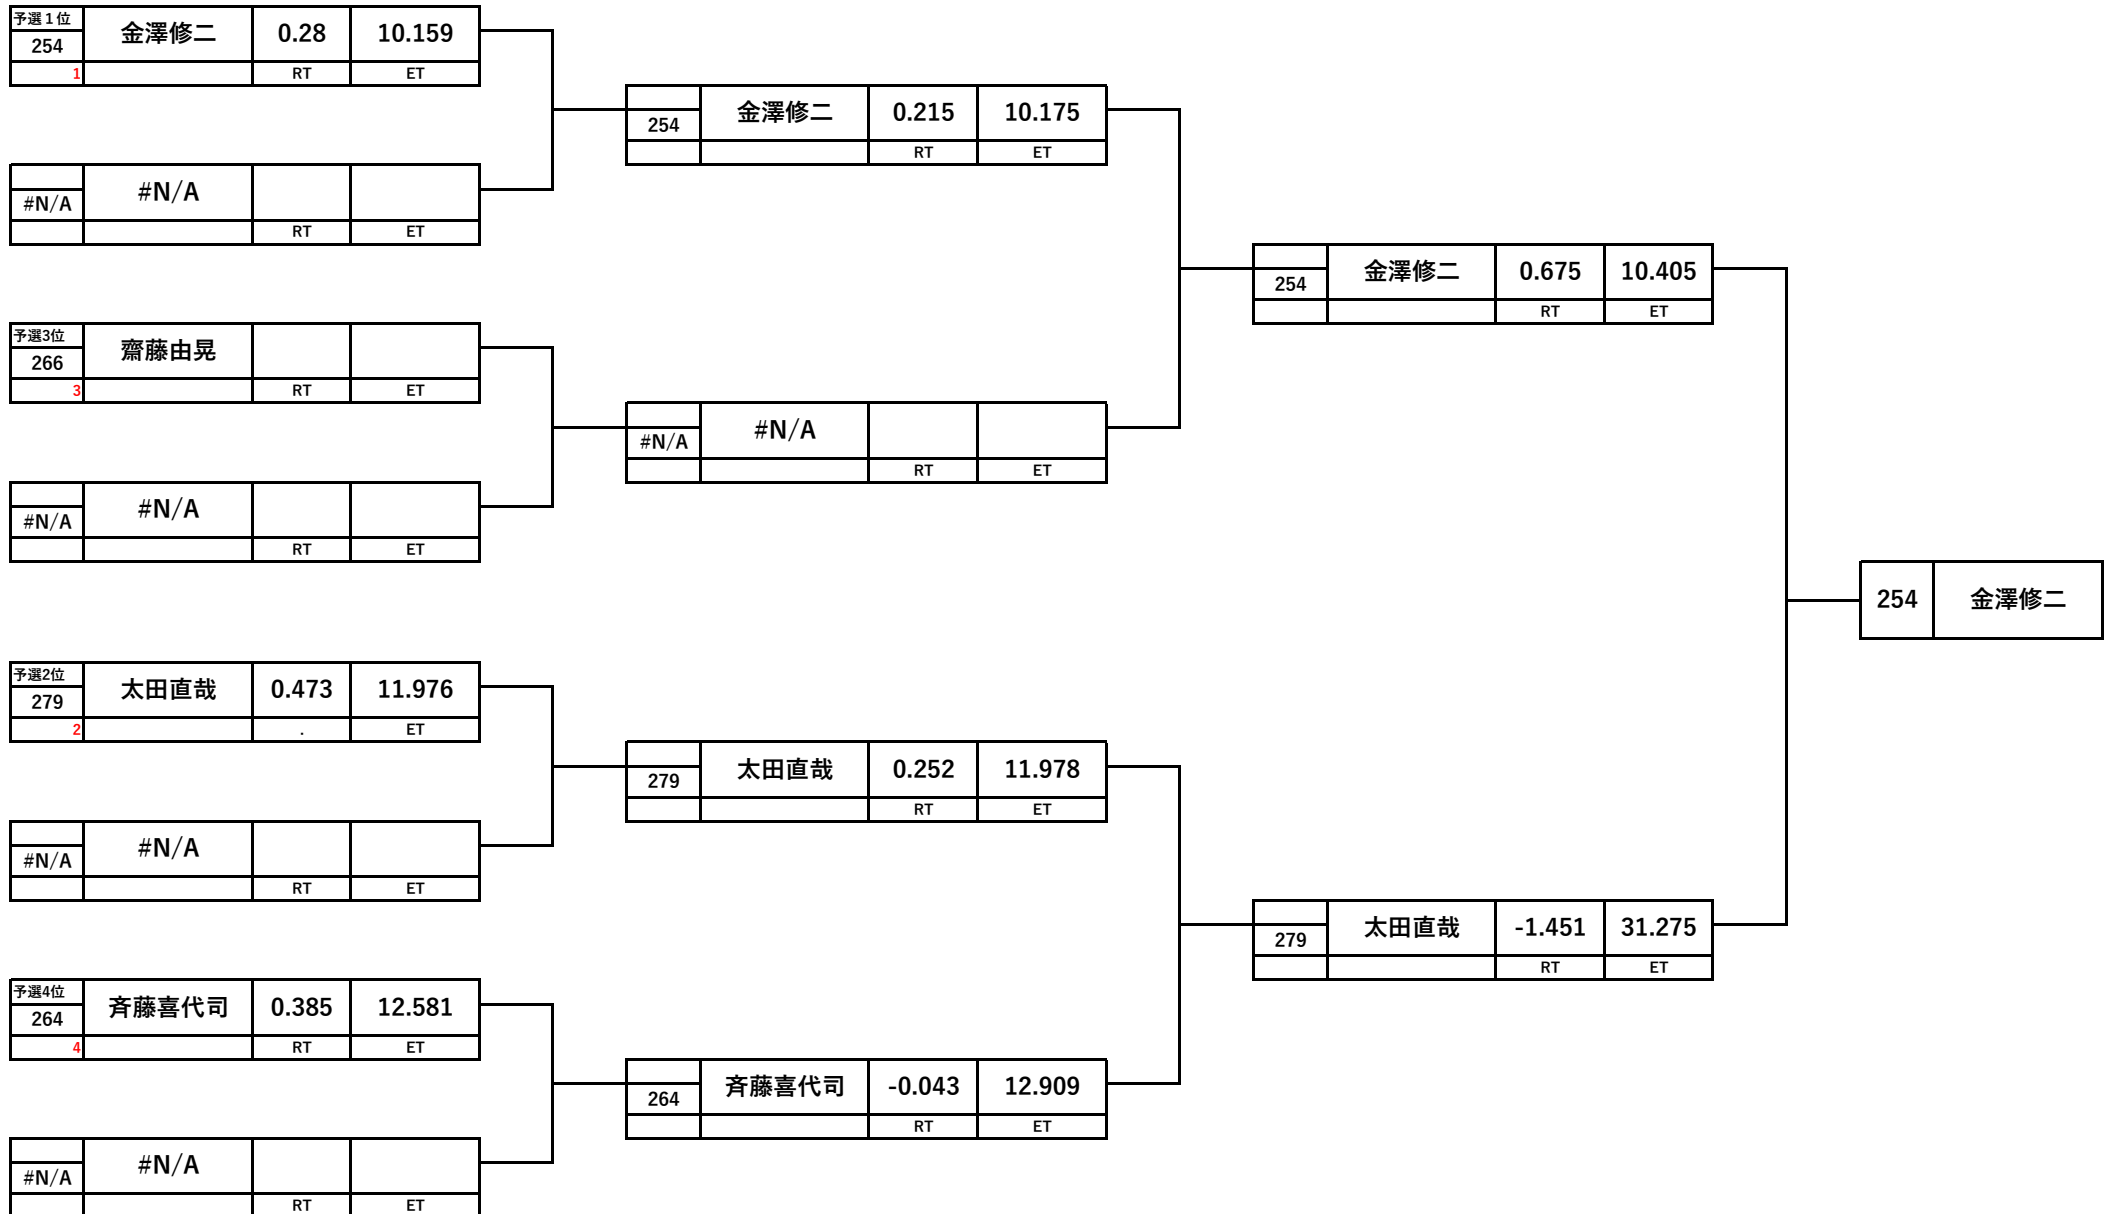 予選１位
254
1
金澤修二 0.28 10.159
RT ET
#N/A
#N/A
RT ET
予選3位
266
3
齋藤由晃
RT ET
#N/A
#N/A
RT ET
予選2位
279
2
太田直哉 0.473 11.976
. ET
#N/A
#N/A
RT ET
予選4位
264
4
斉藤喜代司 0.385 12.581
RT ET
#N/A
#N/A
RT ET
254
金澤修二 0.215 10.175
RT ET
#N/A
#N/A
RT ET
279
太田直哉 0.252 11.978
RT ET
264
斉藤喜代司 -0.043 12.909
RT ET
254
金澤修二 0.675 10.405
RT ET
279
太田直哉 -1.451 31.275
RT ET
254 金澤修二